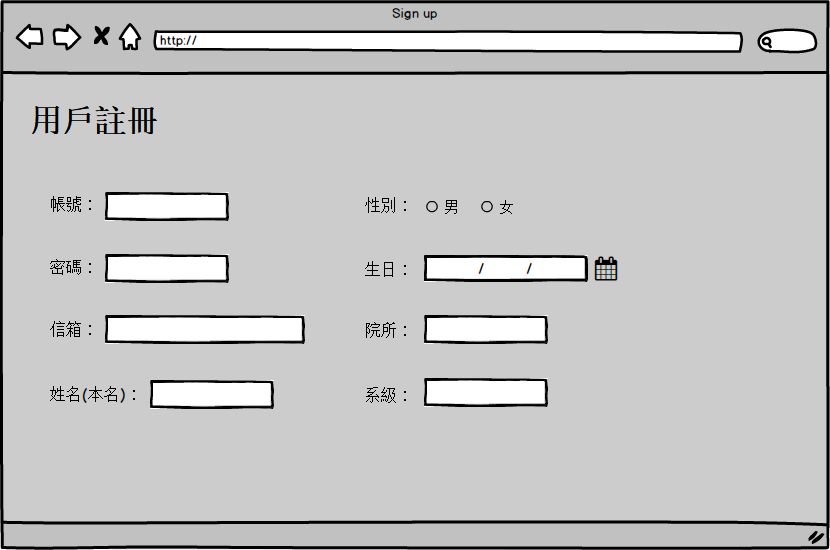 Sign up
http://
用戶註冊
帳號：
密碼：
信箱：
姓名(本名)：
性別： 男 女
生日： / /
院所：
系級：